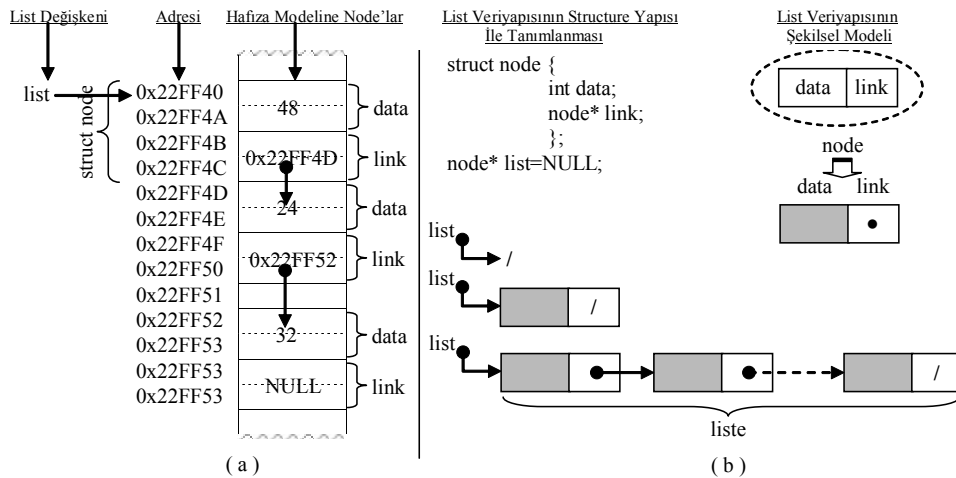 List Değişkeni
Adresi
Hafıza Modeline Node'lar
list
struct node
0x22FF40
0x22FF4A
0x22FF4B
0x22FF4C
0x22FF4D
0x22FF4E
0x22FF4F
0x22FF50
0x22FF51
0x22FF52
0x22FF53
0x22FF53
0x22FF53
48
0x22FF4D
24
0x22FF52
32
NULL
data
link
data
link
data
link
( a )
List Veriyapısının Structure Yapısı
İle Tanımlanması
struct node {
int data;
node* link;
};
node* list=NULL;
List Veriyapısının
Şekilsel Modeli
data link
node
data link
list
/
list
/
list
/
liste
( b )